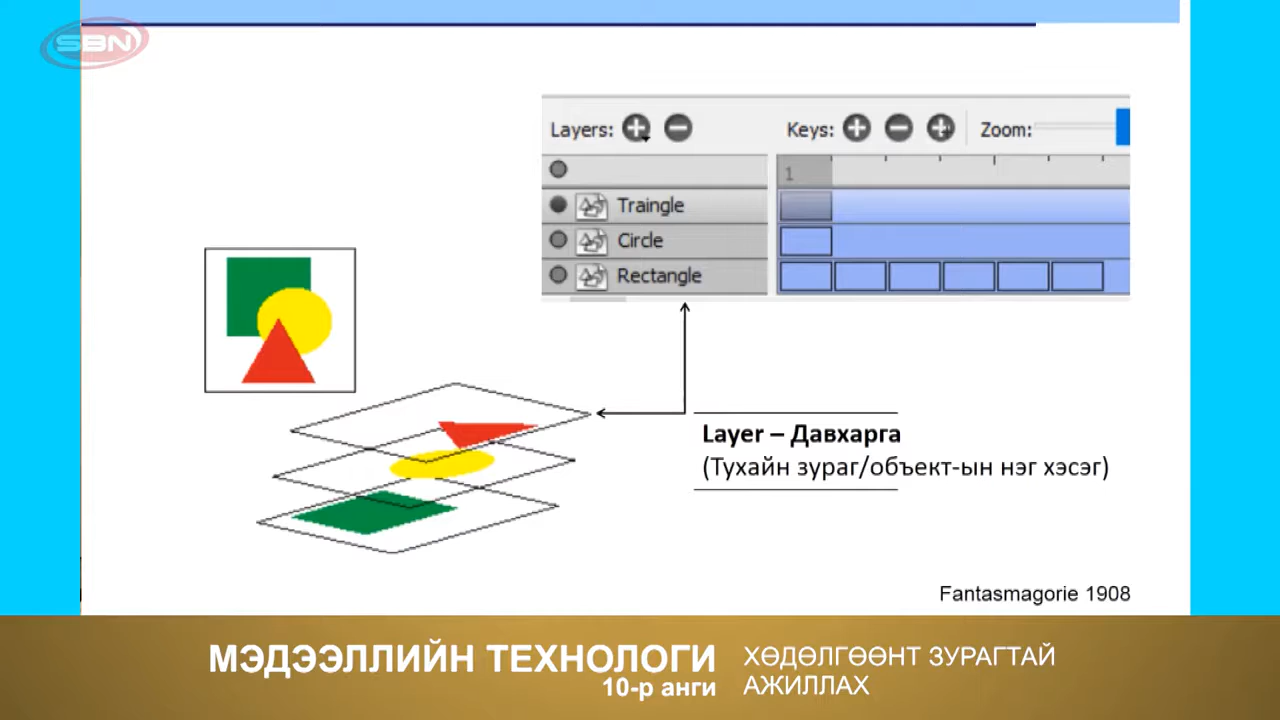 SBN
Layers:
Keys:
Zoom:
1
Traingle
Circle
Rectangle
Layer – Давхарга
(Тухайн зураг/объект-ын нэг хэсэг)
Fantasmagorie 1908
МЭДЭЭЛЛИЙН ТЕХНОЛОГИ
10-р анги
ХӨДӨЛГӨӨНТ ЗУРАГТАЙ
АЖИЛЛАХ